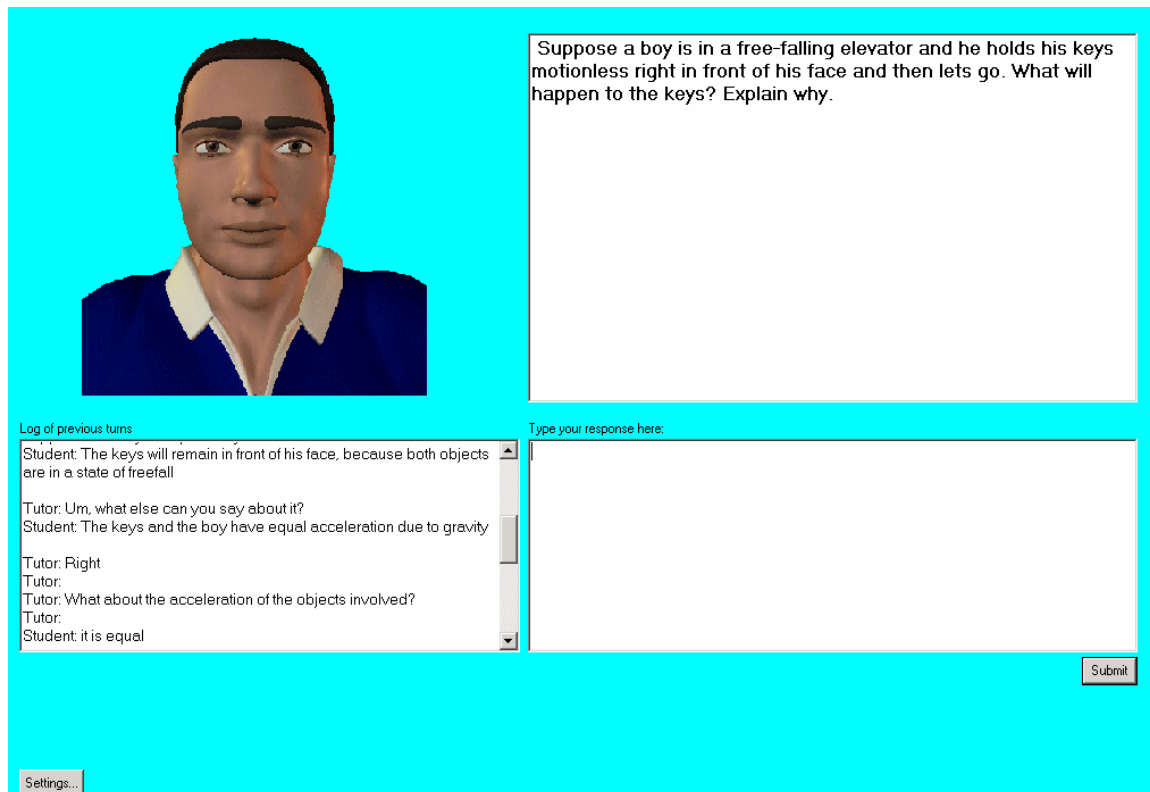 Suppose a boy is in a free-falling elevator and he holds his keys
motionless right in front of his face and then lets go. What will
happen to the keys? Explain why.
Log of previous turns
Student: The keys will remain in front of his face, because both objects
are in a state of freefall
Tutor: Um, what else can you say about it?
Student: The keys and the boy have equal acceleration due to gravity
Tutor: Right
Tutor:
Tutor: What about the acceleration of the objects involved?
Tutor:
Student: it is equal
Type your response here:
Submit
Settings...